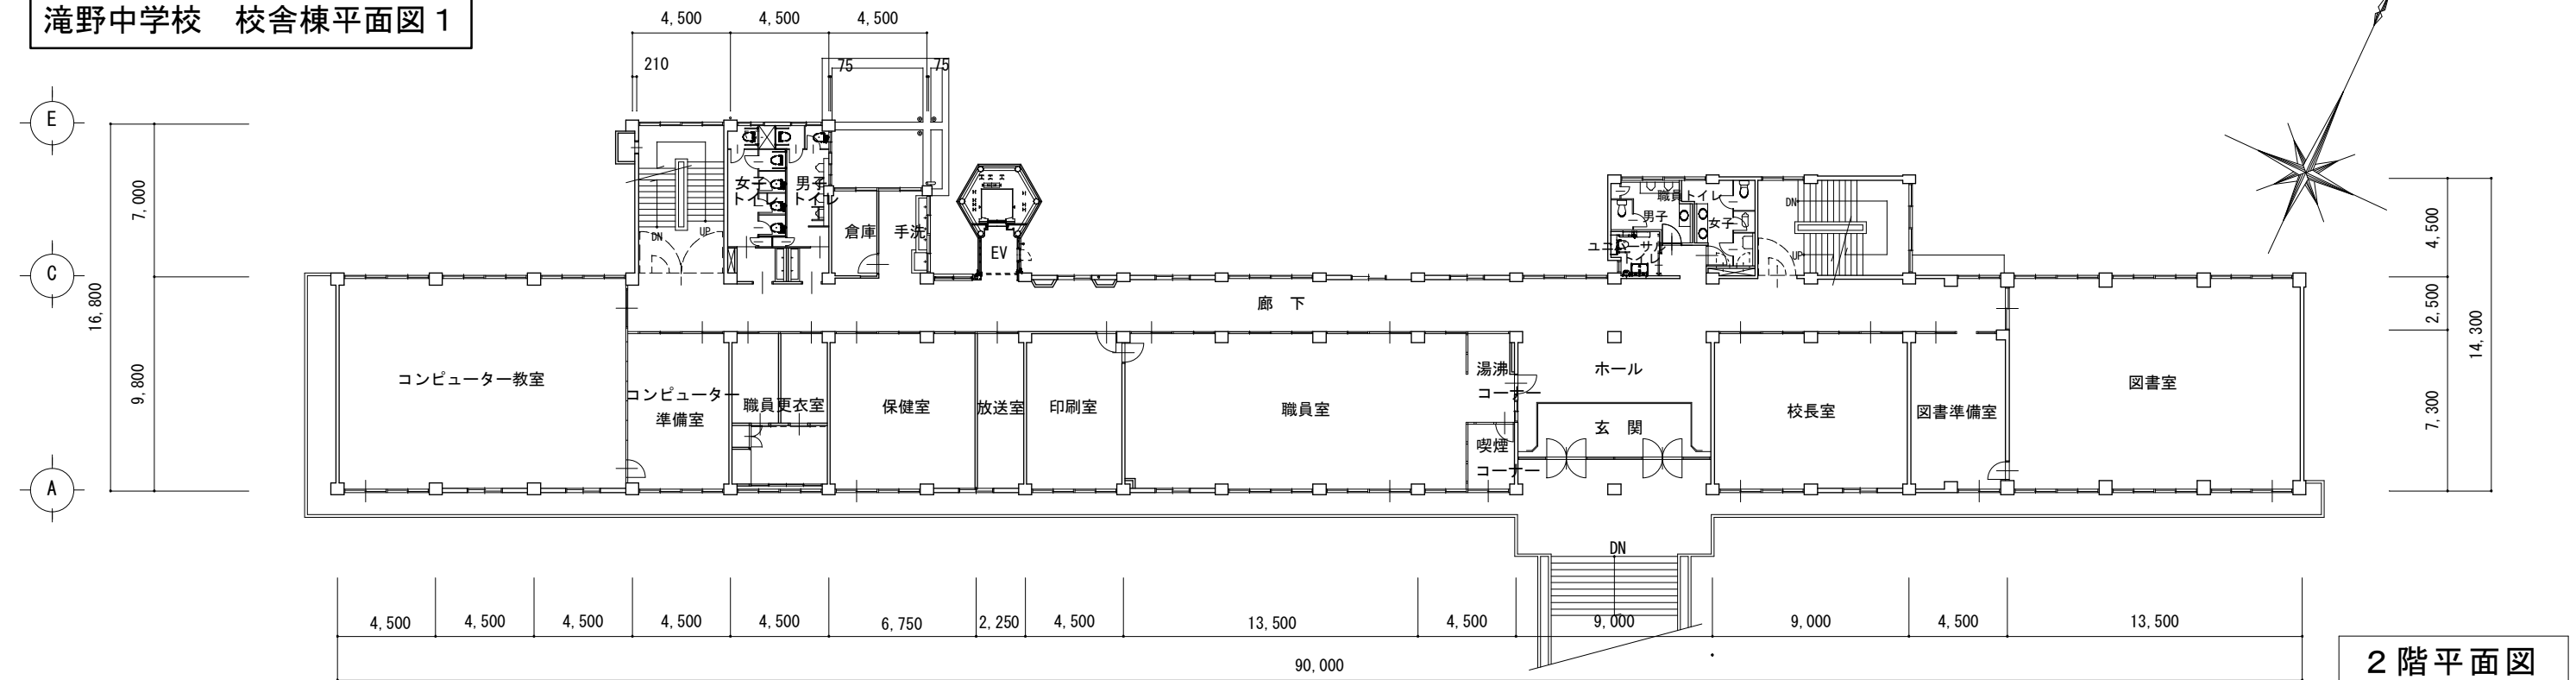 滝野中学校　校舎棟平面図１
4,500 4,500 4,500
210 75 75
E
C
A
7,000
16,800
9,800
女子
トイレ
男子
トイレ
DN UP
倉庫 手洗
EV
職員トイレ
男子 女子
ユニバーサル
トイレ
DN
UP
4,500
2,500
14,300
7,300
廊　下
コンピューター教室
コンピューター
準備室
職員更衣室
保健室
放送室
印刷室
職員室
湯沸
コーナー
喫煙
コーナー
ホール
玄　関
校長室
図書準備室
図書室
DN
4,500 4,500 4,500 4,500 4,500 6,750 2,250 4,500 13,500 4,500 9,000 9,000 4,500 13,500
90,000
２階平面図